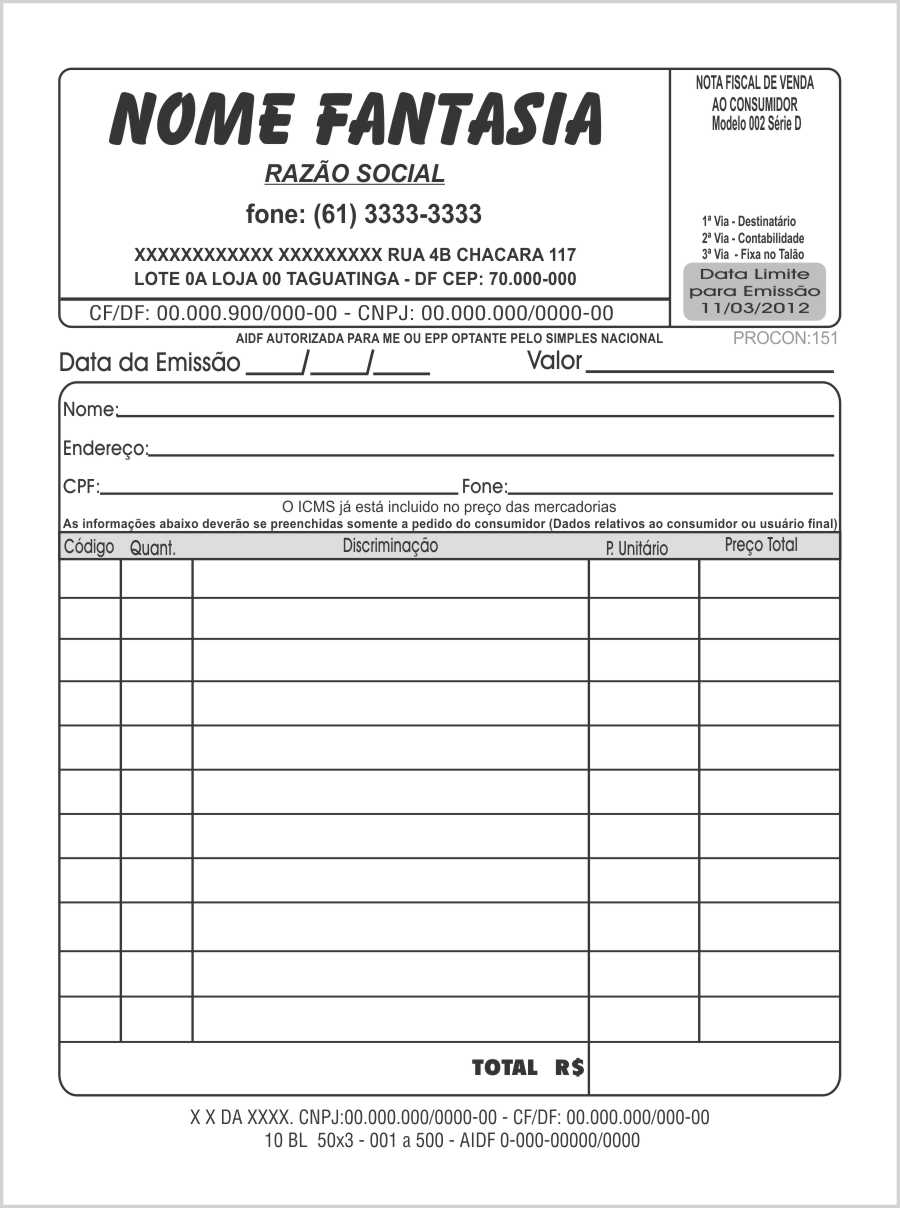 NOME FANTASIA
RAZÃO SOCIAL
fone: (61) 3333-3333
XXXXXXXXXXXX XXXXXXXXX RUA 4B CHACARA 117
LOTE 0A LOJA 00 TAGUATINGA - DF CEP: 70.000-000
CF/DF: 00.000.900/000-00 - CNPJ: 00.000.000/0000-00
NOTA FISCAL DE VENDA
AO CONSUMIDOR
Modelo 002 Série D
1ª Via - Destinatário
2ª Via - Contabilidade
3ª Via - Fixa no Talão
Data Limite
para Emissão
11/03/2012
AIDF AUTORIZADA PARA ME OU EPP OPTANTE PELO SIMPLES NACIONAL
PROCON:151
Data da Emissão ____/____/____ Valor ____________________
Nome:
Endereço:
CPF: Fone:
O ICMS já está incluido no preço das mercadorias
As informações abaixo deverão se preenchidas somente a pedido do consumidor (Dados relativos ao consumidor ou usuário final)
Código Quant. Discriminação P. Unitário Preço Total
TOTAL R$
X X DA XXXX. CNPJ:00.000.000/0000-00 - CF/DF: 00.000.000/000-00
10 BL 50x3 - 001 a 500 - AIDF 0-000-00000/0000